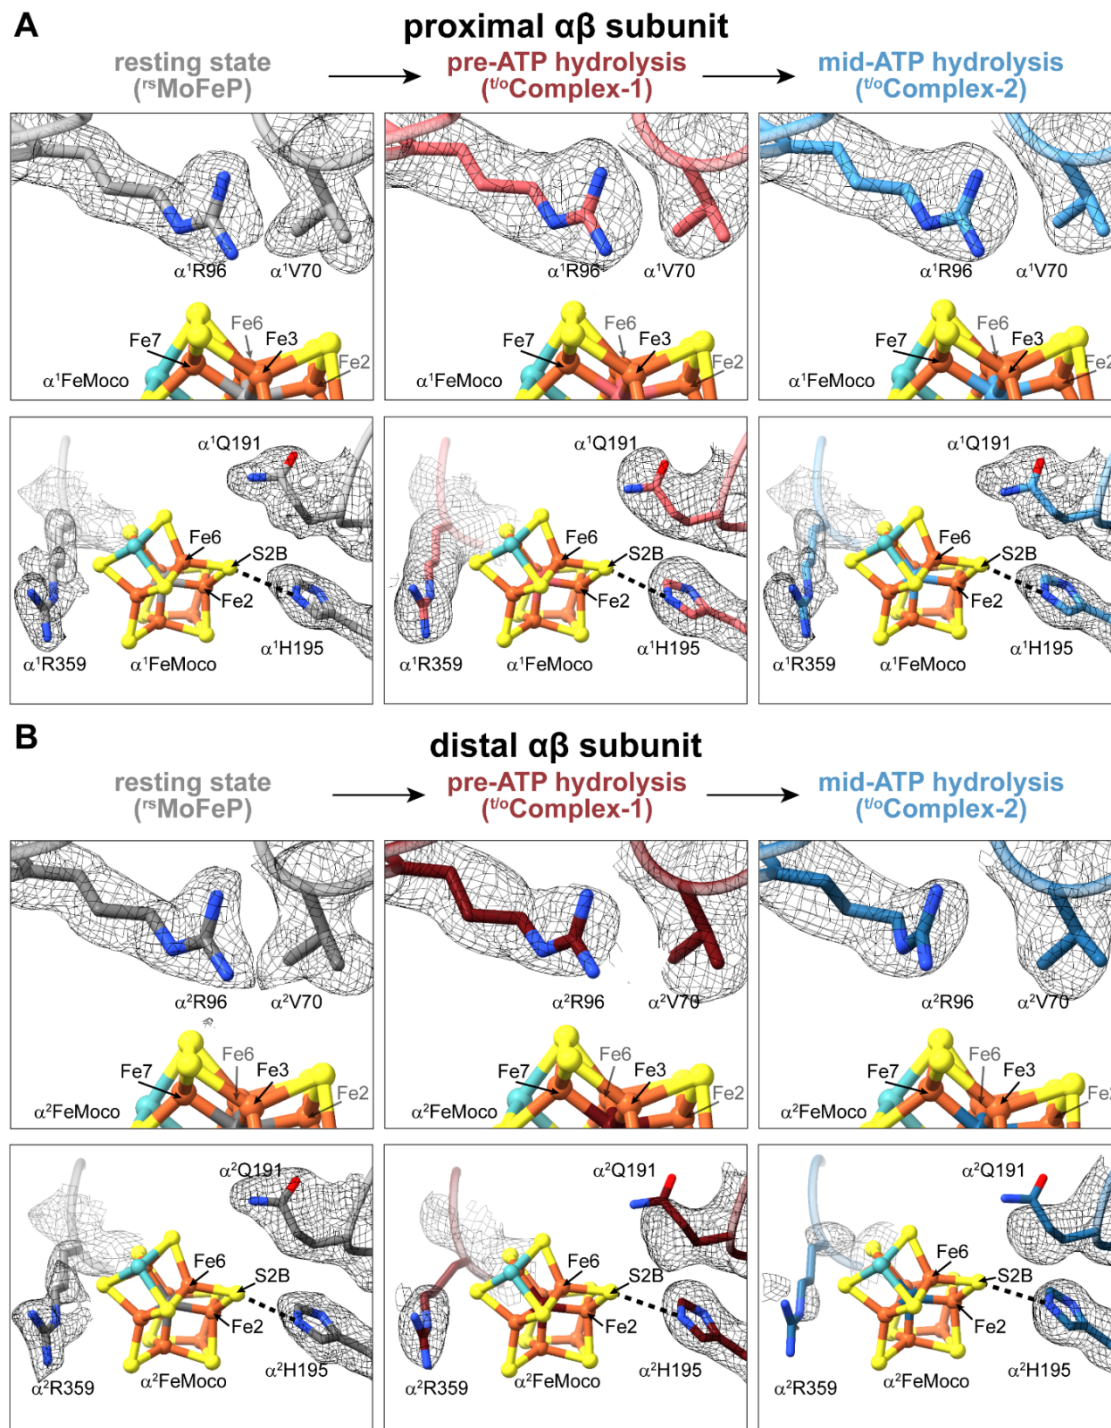 A
proximal αβ subunit
resting state
(ʳˢMoFeP)
pre-ATP hydrolysis
(ᵗ/ᵒComplex-1)
mid-ATP hydrolysis
(ᵗ/ᵒComplex-2)
α¹R96 α¹V70
Fe6
Fe7 Fe3
Fe2
α¹FeMoco
α¹R96 α¹V70
Fe6
Fe7 Fe3
Fe2
α¹FeMoco
α¹R96 α¹V70
Fe6
Fe7 Fe3
Fe2
α¹FeMoco
α¹Q191
Fe6
S2B
Fe2
α¹R359 α¹FeMoco α¹H195
α¹Q191
Fe6
S2B
Fe2
α¹R359 α¹FeMoco α¹H195
α¹Q191
Fe6
S2B
Fe2
α¹R359 α¹FeMoco α¹H195
B
distal αβ subunit
resting state
(ʳˢMoFeP)
pre-ATP hydrolysis
(ᵗ/ᵒComplex-1)
mid-ATP hydrolysis
(ᵗ/ᵒComplex-2)
α²R96 α²V70
Fe6
Fe7 Fe3
Fe2
α²FeMoco
α²R96 α²V70
Fe6
Fe7 Fe3
Fe2
α²FeMoco
α²R96 α²V70
Fe6
Fe7 Fe3
Fe2
α²FeMoco
α²Q191
Fe6
S2B
Fe2
α²R359 α²FeMoco α²H195
α²Q191
Fe6
S2B
Fe2
α²R359 α²FeMoco α²H195
α²Q191
Fe6
S2B
Fe2
α²R359 α²FeMoco α²H195